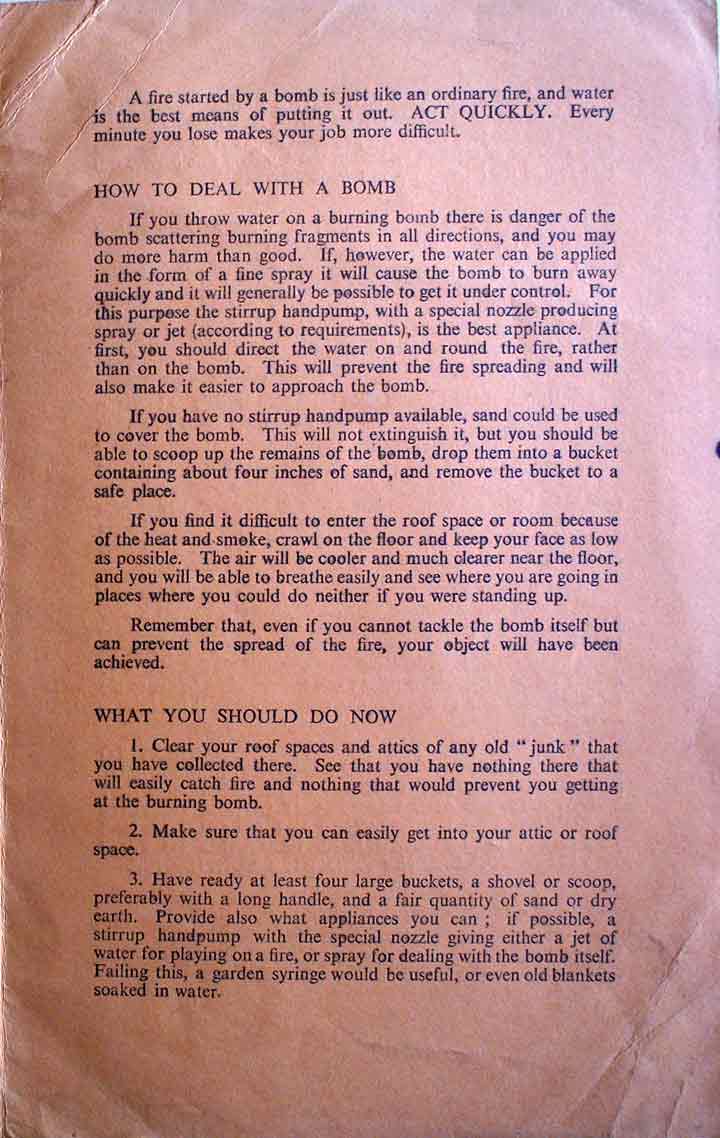 A fire started by a bomb is just like an ordinary fire, and water
is the best means of putting it out. ACT QUICKLY. Every
minute you lose makes your job more difficult.
HOW TO DEAL WITH A BOMB
If you throw water on a burning bomb there is danger of the
bomb scattering burning fragments in all directions, and you may
do more harm than good. If, however, the water can be applied
in the form of a fine spray it will cause the bomb to burn away
quickly and it will generally be possible to get it under control. For
this purpose the stirrup handpump, with a special nozzle producing
spray or jet (according to requirements), is the best appliance. At
first, you should direct the water on and round the fire, rather
than on the bomb. This will prevent the fire spreading and will
also make it easier to approach the bomb.
If you have no stirrup handpump available, sand could be used
to cover the bomb. This will not extinguish it, but you should be
able to scoop up the remains of the bomb, drop them into a bucket
containing about four inches of sand, and remove the bucket to a
safe place.
If you find it difficult to enter the roof space or room because
of the heat and smoke, crawl on the floor and keep your face as low
as possible. The air will be cooler and much clearer near the floor,
and you will be able to breathe easily and see where you are going in
places where you could do neither if you were standing up.
Remember that, even if you cannot tackle the bomb itself but
can prevent the spread of the fire, your object will have been
achieved.
WHAT YOU SHOULD DO NOW
1. Clear your roof spaces and attics of any old “junk” that
you have collected there. See that you have nothing there that
will easily catch fire and nothing that would prevent you getting
at the burning bomb.
2. Make sure that you can easily get into your attic or roof
space.
3. Have ready at least four large buckets, a shovel or scoop,
preferably with a long handle, and a fair quantity of sand or dry
earth. Provide also what appliances you can ; if possible, a
stirrup handpump with the special nozzle giving either a jet of
water for playing on a fire, or spray for dealing with the bomb itself.
Failing this, a garden syringe would be useful, or even old blankets
soaked in water.